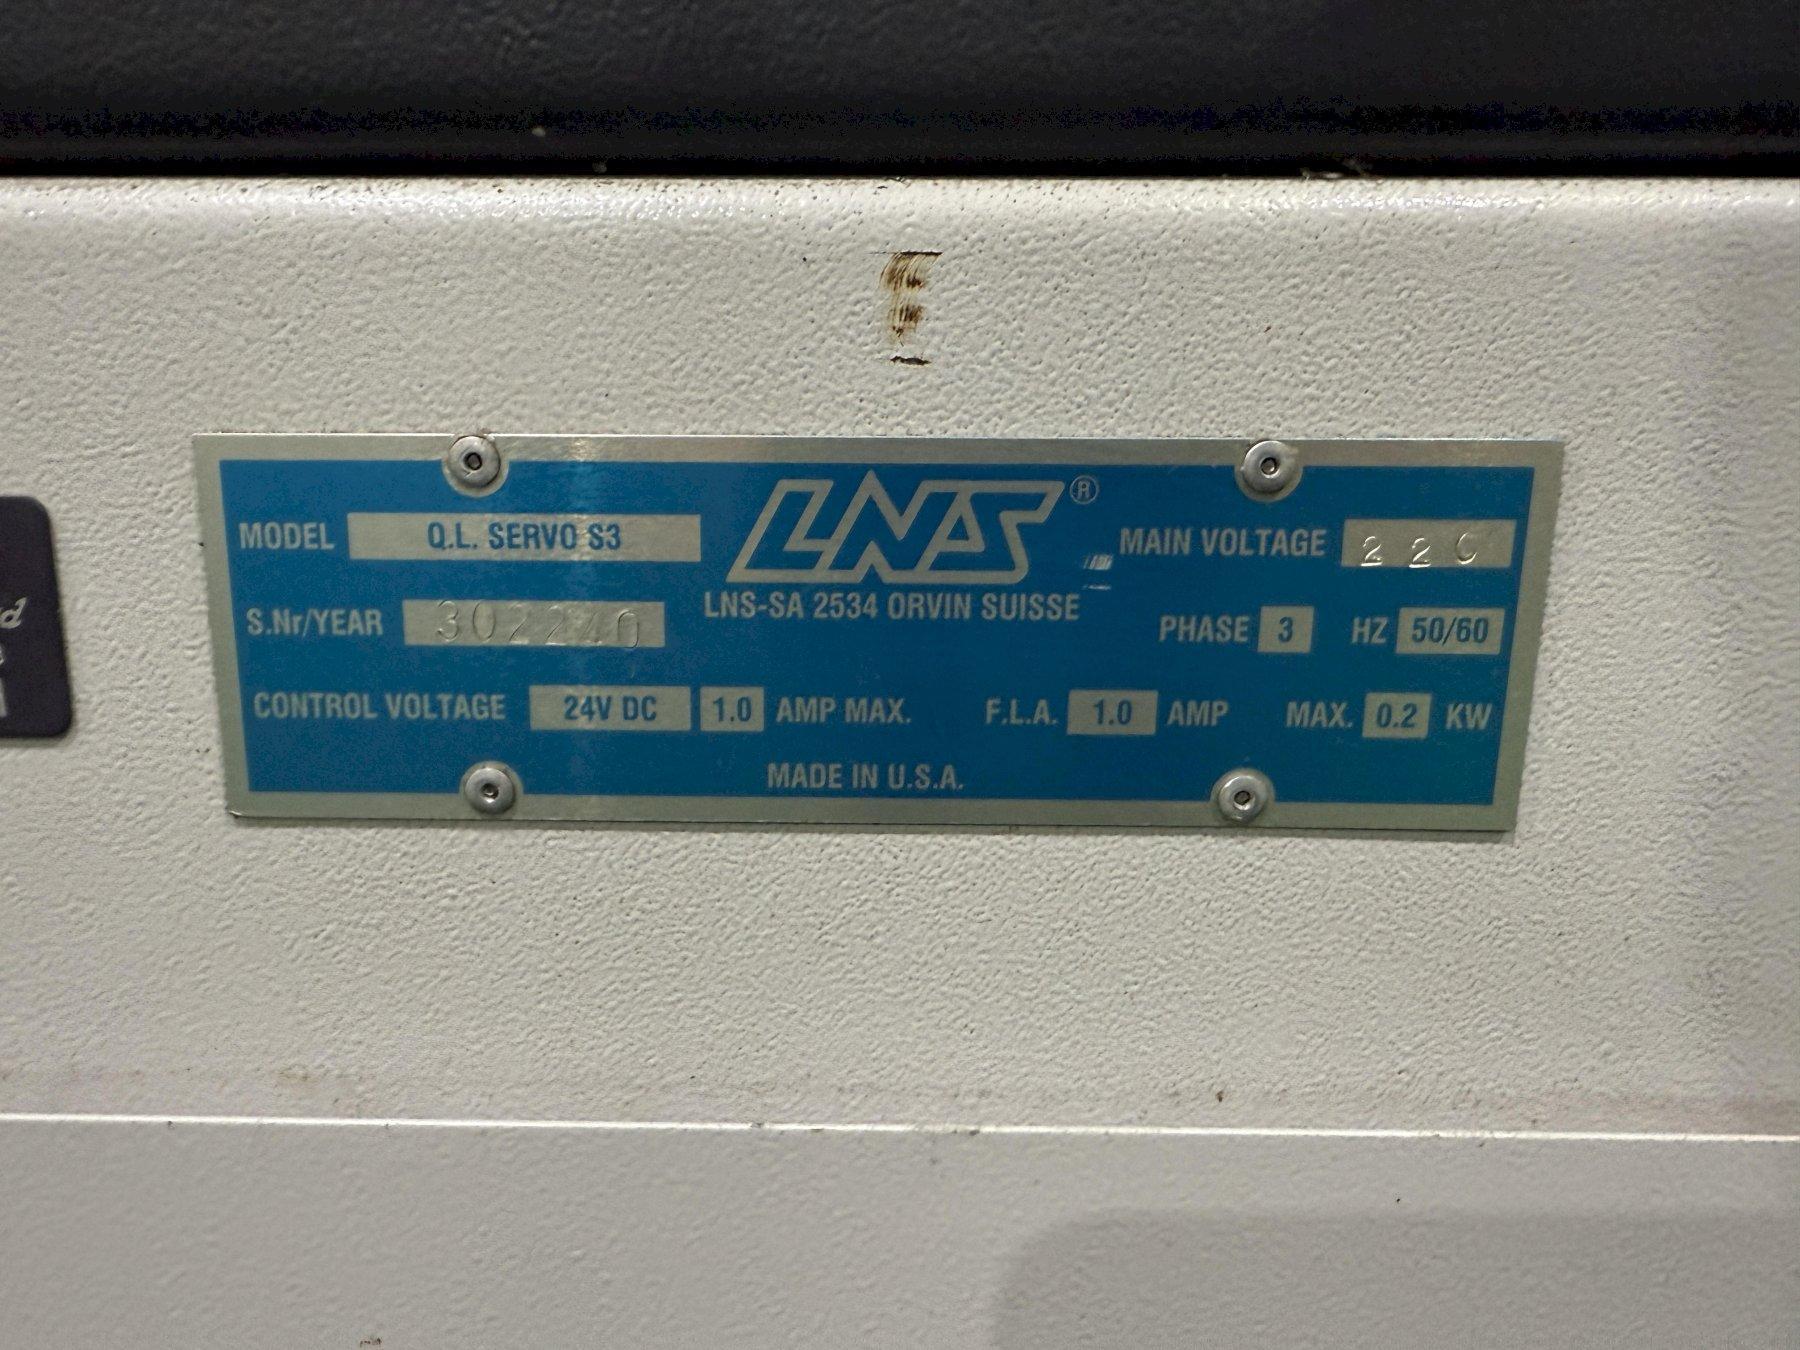 LNS®
MODEL Q.L. SERVO S3
MAIN VOLTAGE 220
S.Nr/YEAR 302240
LNS-SA 2534 ORVIN SUISSE
PHASE 3 HZ 50/60
CONTROL VOLTAGE 24V DC 1.0 AMP MAX. F.L.A. 1.0 AMP MAX. 0.2 KW
MADE IN U.S.A.